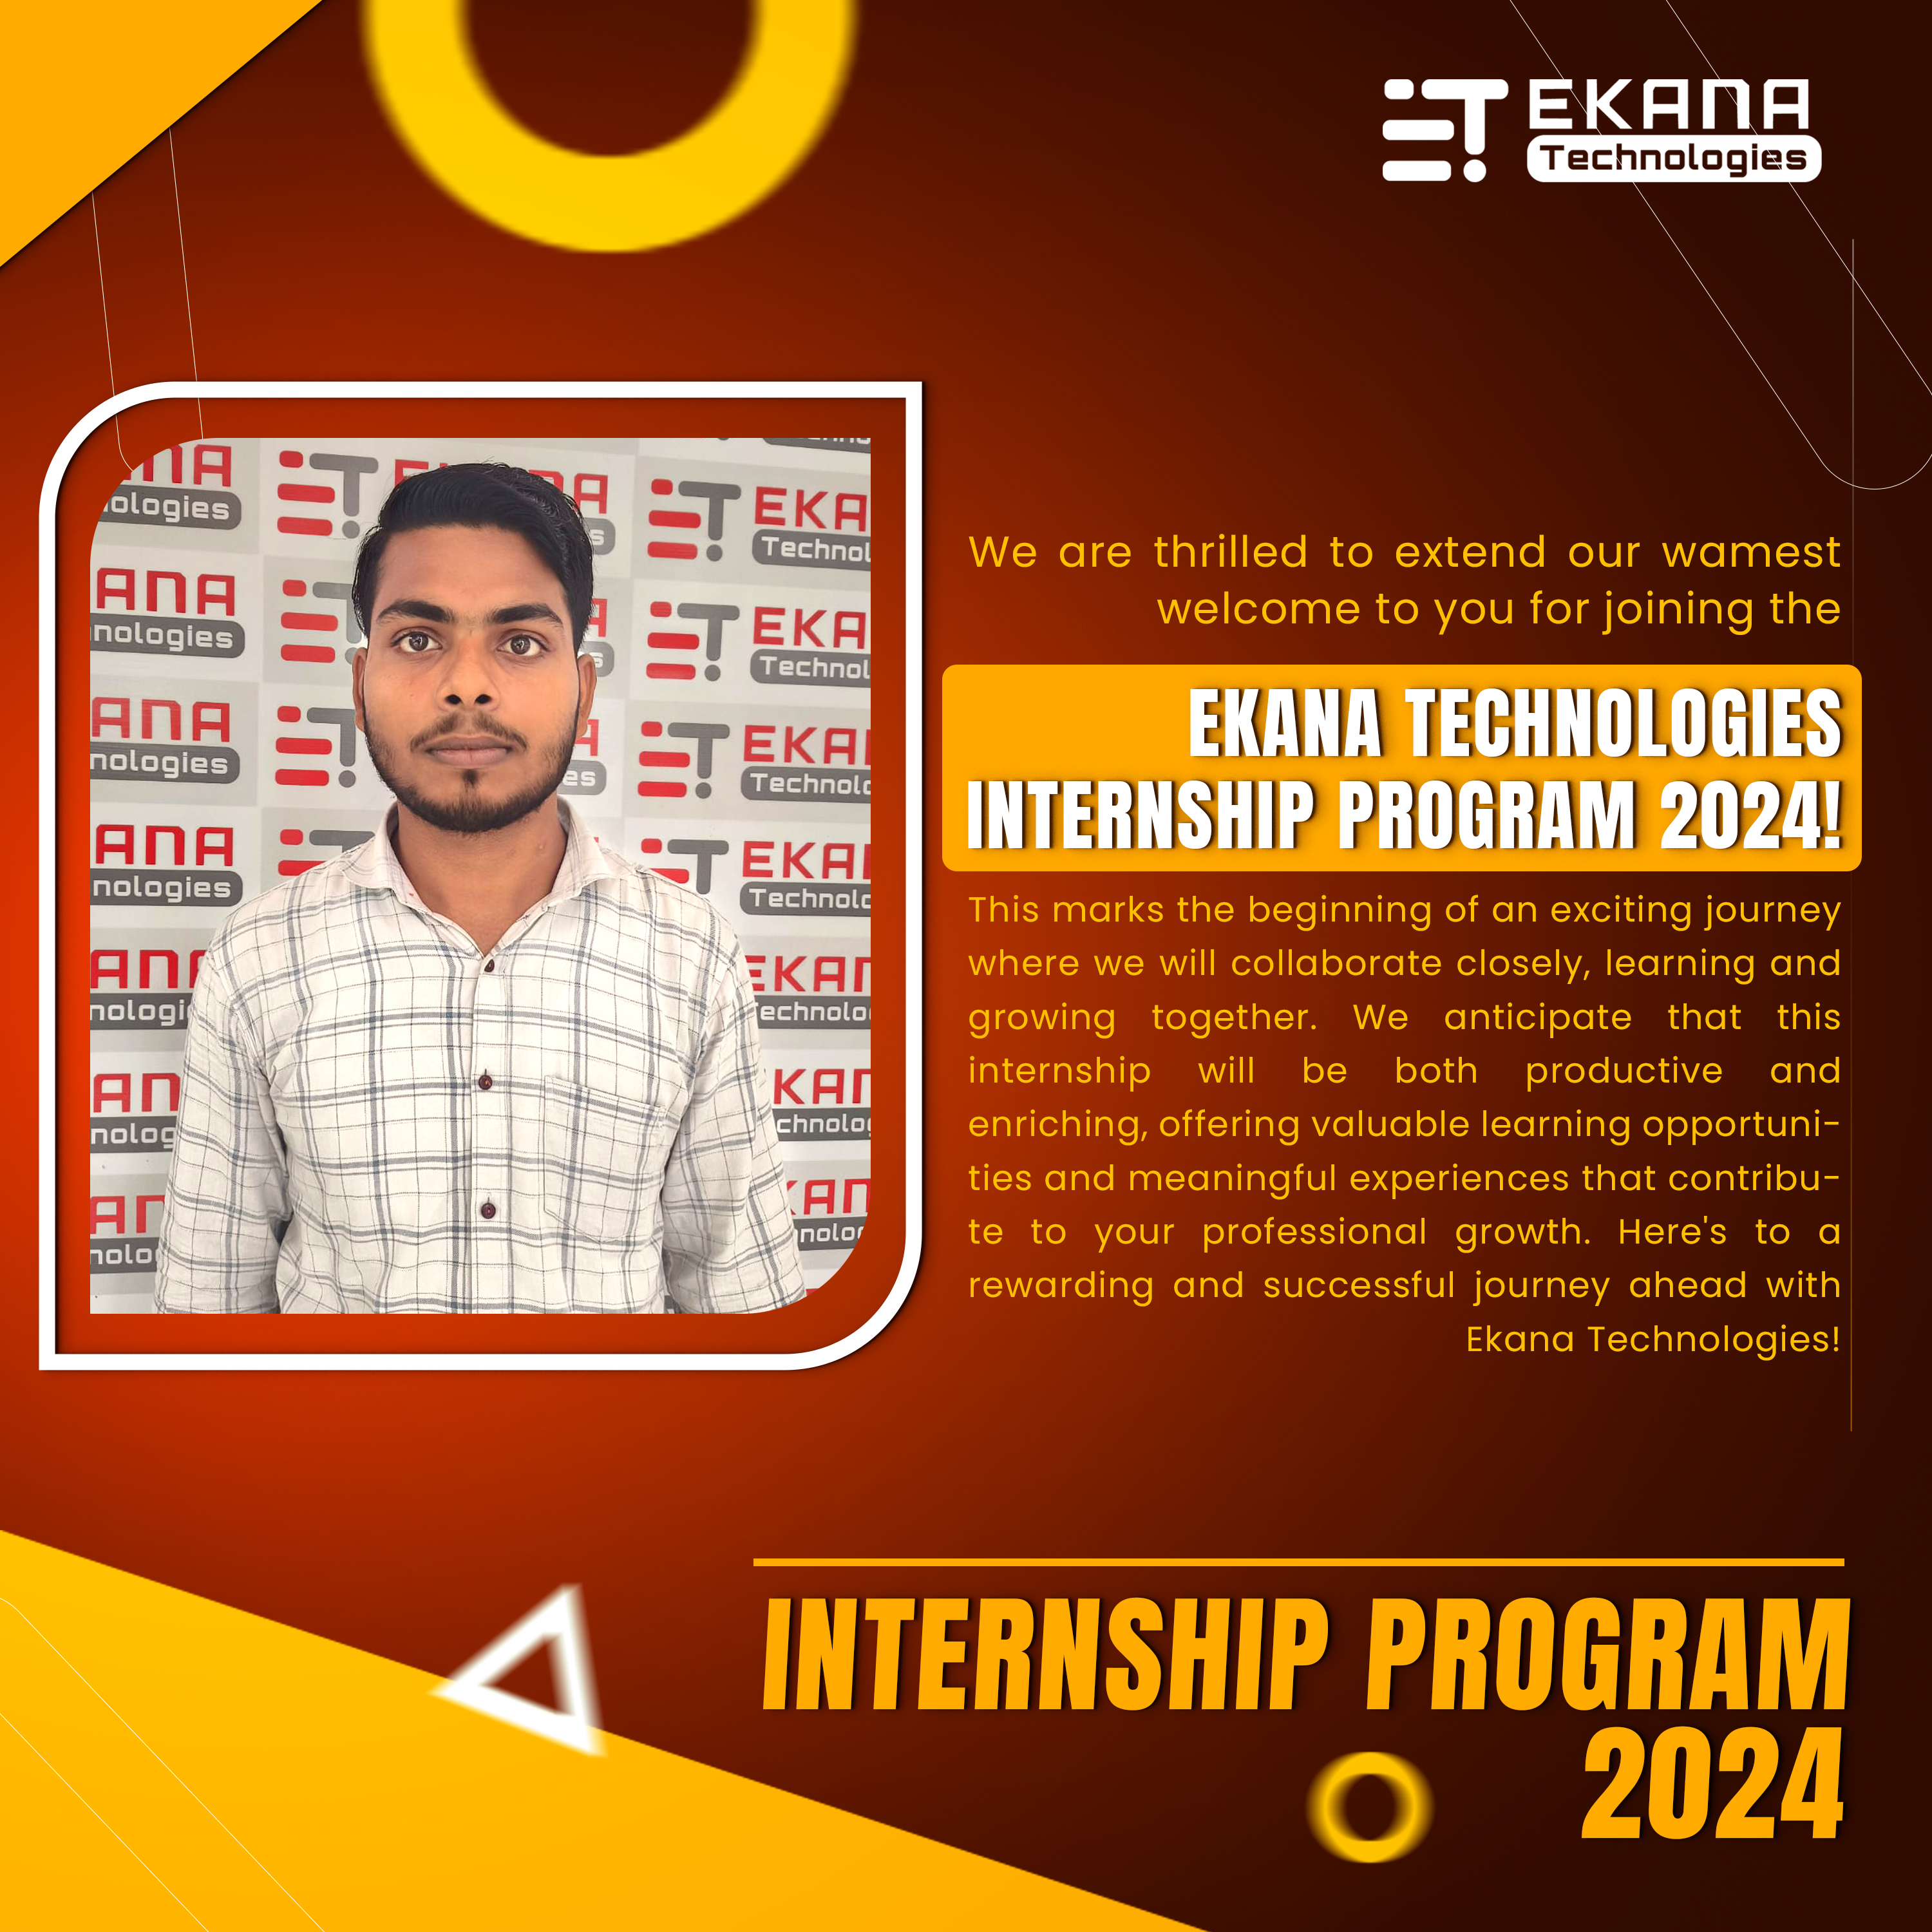 EKANA
Technologies
We are thrilled to extend our wamest
welcome to you for joining the
EKANA TECHNOLOGIES
INTERNSHIP PROGRAM 2024!
This marks the beginning of an exciting journey
where we will collaborate closely, learning and
growing together. We anticipate that this
internship will be both productive and
enriching, offering valuable learning opportuni-
ties and meaningful experiences that contribu-
te to your professional growth. Here's to a
rewarding and successful journey ahead with
Ekana Technologies!
INTERNSHIP PROGRAM
2024